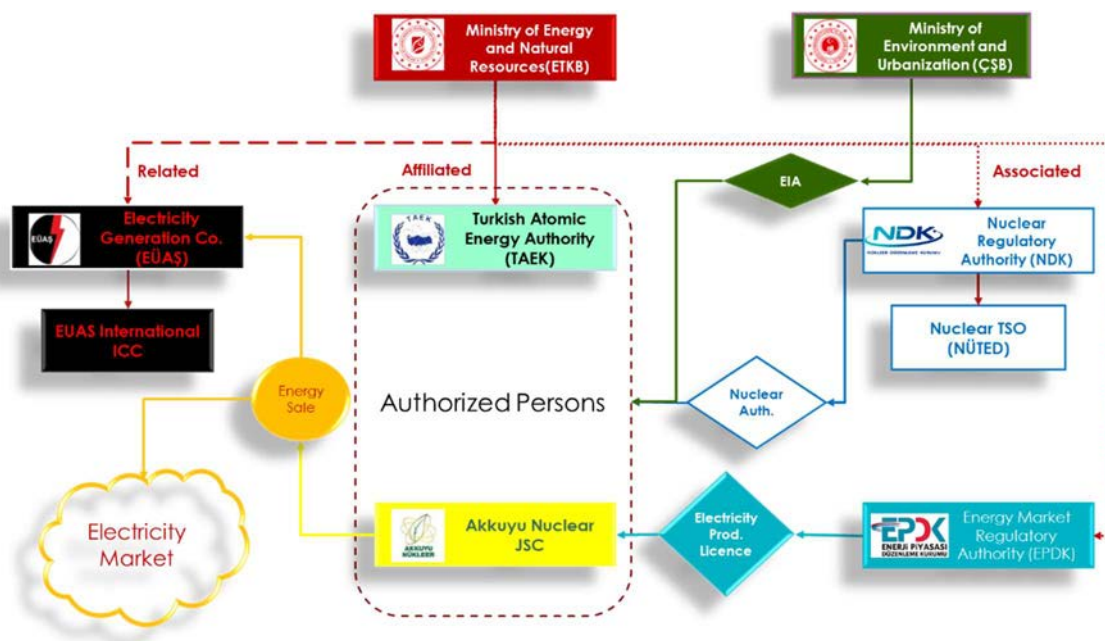 Ministry of Energy
and Natural
Resources(ETKB)
Ministry of
Environment and
Urbanization (ÇŞB)
Related
Affiliated
EIA
Associated
EÜAŞ
Electricity
Generation Co.
(EÜAŞ)
TAEK
Turkish Atomic
Energy Authority
(TAEK)
NDK
NÜKLEER DÜZENLEME KURUMU
Nuclear
Regulatory
Authority (NDK)
EUAS International
ICC
Nuclear TSO
(NÜTED)
Energy
Sale
Authorized Persons
Nuclear
Auth.
Electricity
Market
AKKUYU
NÜKLEER
Akkuyu Nuclear
JSC
Electricity
Prod.
Licence
EPDK
ENERJİ PİYASASI
DÜZENLEME KURUMU
Energy Market
Regulatory
Authority (EPDK)